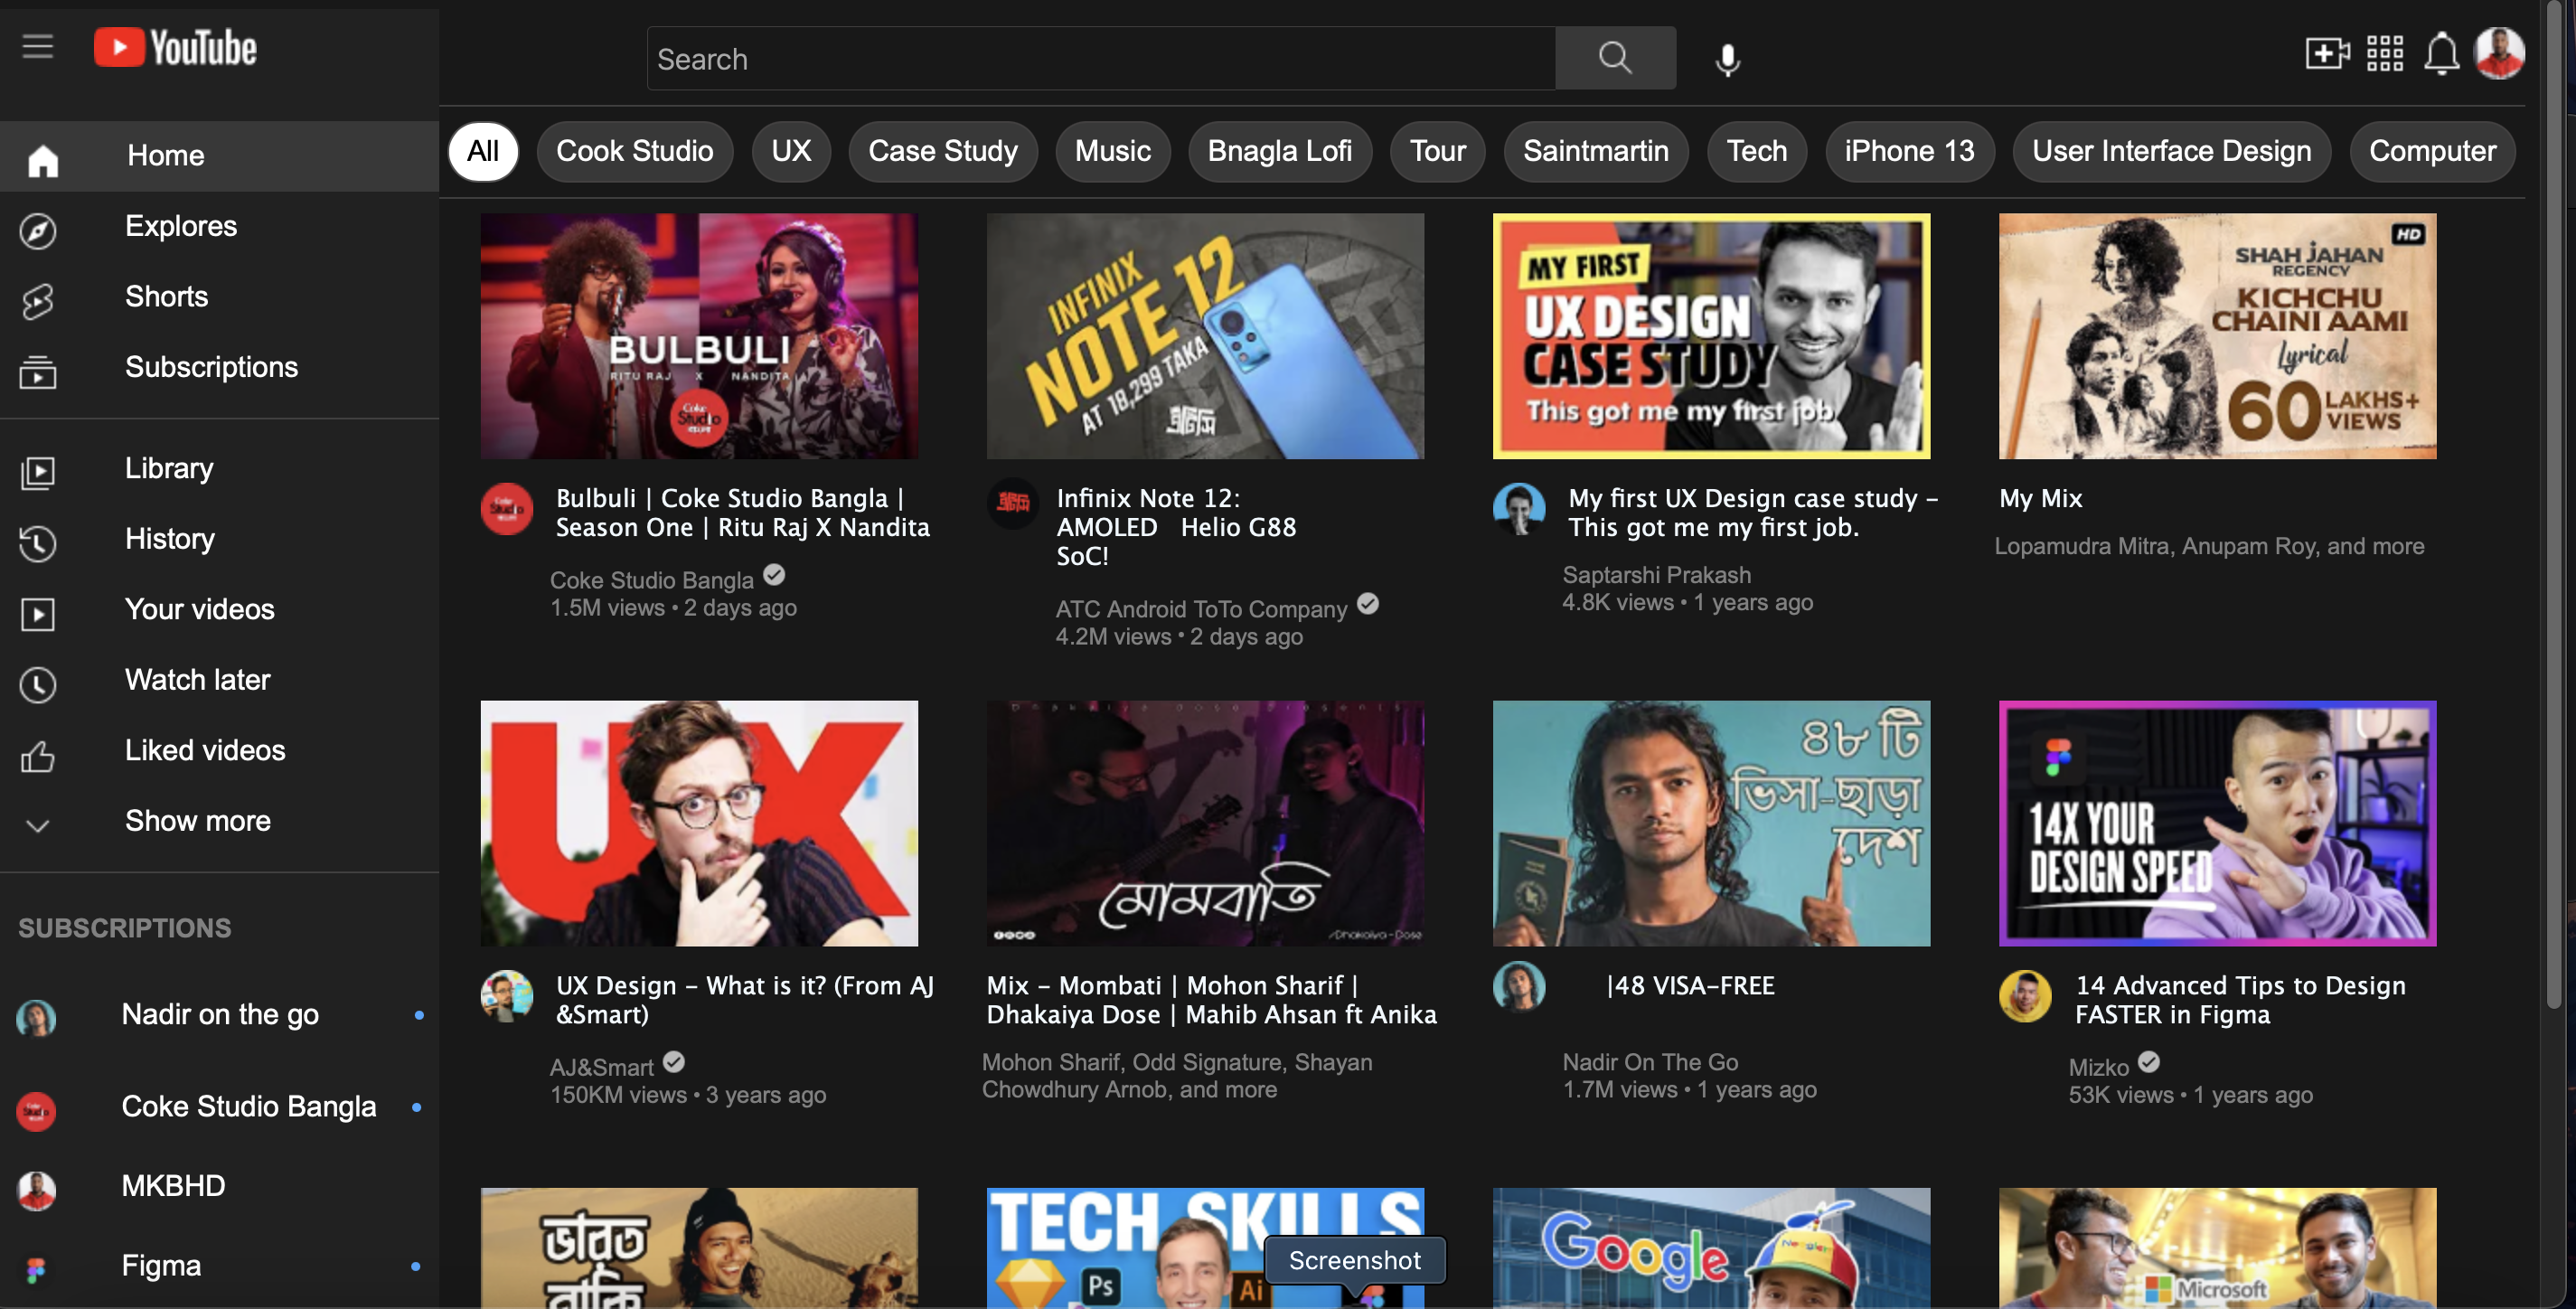 YouTube
Search
Home
Explores
Shorts
Subscriptions
Library
History
Your videos
Watch later
Liked videos
Show more
SUBSCRIPTIONS
Nadir on the go
Coke Studio Bangla
MKBHD
Figma
All
Cook Studio
UX
Case Study
Music
Bnagla Lofi
Tour
Saintmartin
Tech
iPhone 13
User Interface Design
Computer
BULBULI
RITU RAJ X NANDITA
Coke
Studio
বাংলা
Bulbuli | Coke Studio Bangla |
Season One | Ritu Raj X Nandita
Coke Studio Bangla
1.5M views • 2 days ago
INFINIX
NOTE 12
AT 18,299 TAKA
Infinix Note 12:
AMOLED Helio G88
SoC!
ATC Android ToTo Company
4.2M views • 2 days ago
MY FIRST
UX DESIGN
CASE STUDY
This got me my first job.
My first UX Design case study –
This got me my first job.
Saptarshi Prakash
4.8K views • 1 years ago
HD
SHAH JAHAN
REGENCY
KICHCHU
CHAINI AAMI
Lyrical
60 LAKHS+
VIEWS
My Mix
Lopamudra Mitra, Anupam Roy, and more
UX
UX Design – What is it? (From AJ
&Smart)
AJ&Smart
150KM views • 3 years ago
Dhakaiya Dose Presents
মোমবাতি
/Dhakaiya-Dose
Mix – Mombati | Mohon Sharif |
Dhakaiya Dose | Mahib Ahsan ft Anika
Mohon Sharif, Odd Signature, Shayan
Chowdhury Arnob, and more
৪৮ টি
ভিসা-ছাড়া
দেশ
|48 VISA-FREE
Nadir On The Go
1.7M views • 1 years ago
14X YOUR
DESIGN SPEED
14 Advanced Tips to Design
FASTER in Figma
Mizko
53K views • 1 years ago
ভারত
বাকি
TECH SKILLS
Ps
Ai
Screenshot
Google
Microsoft